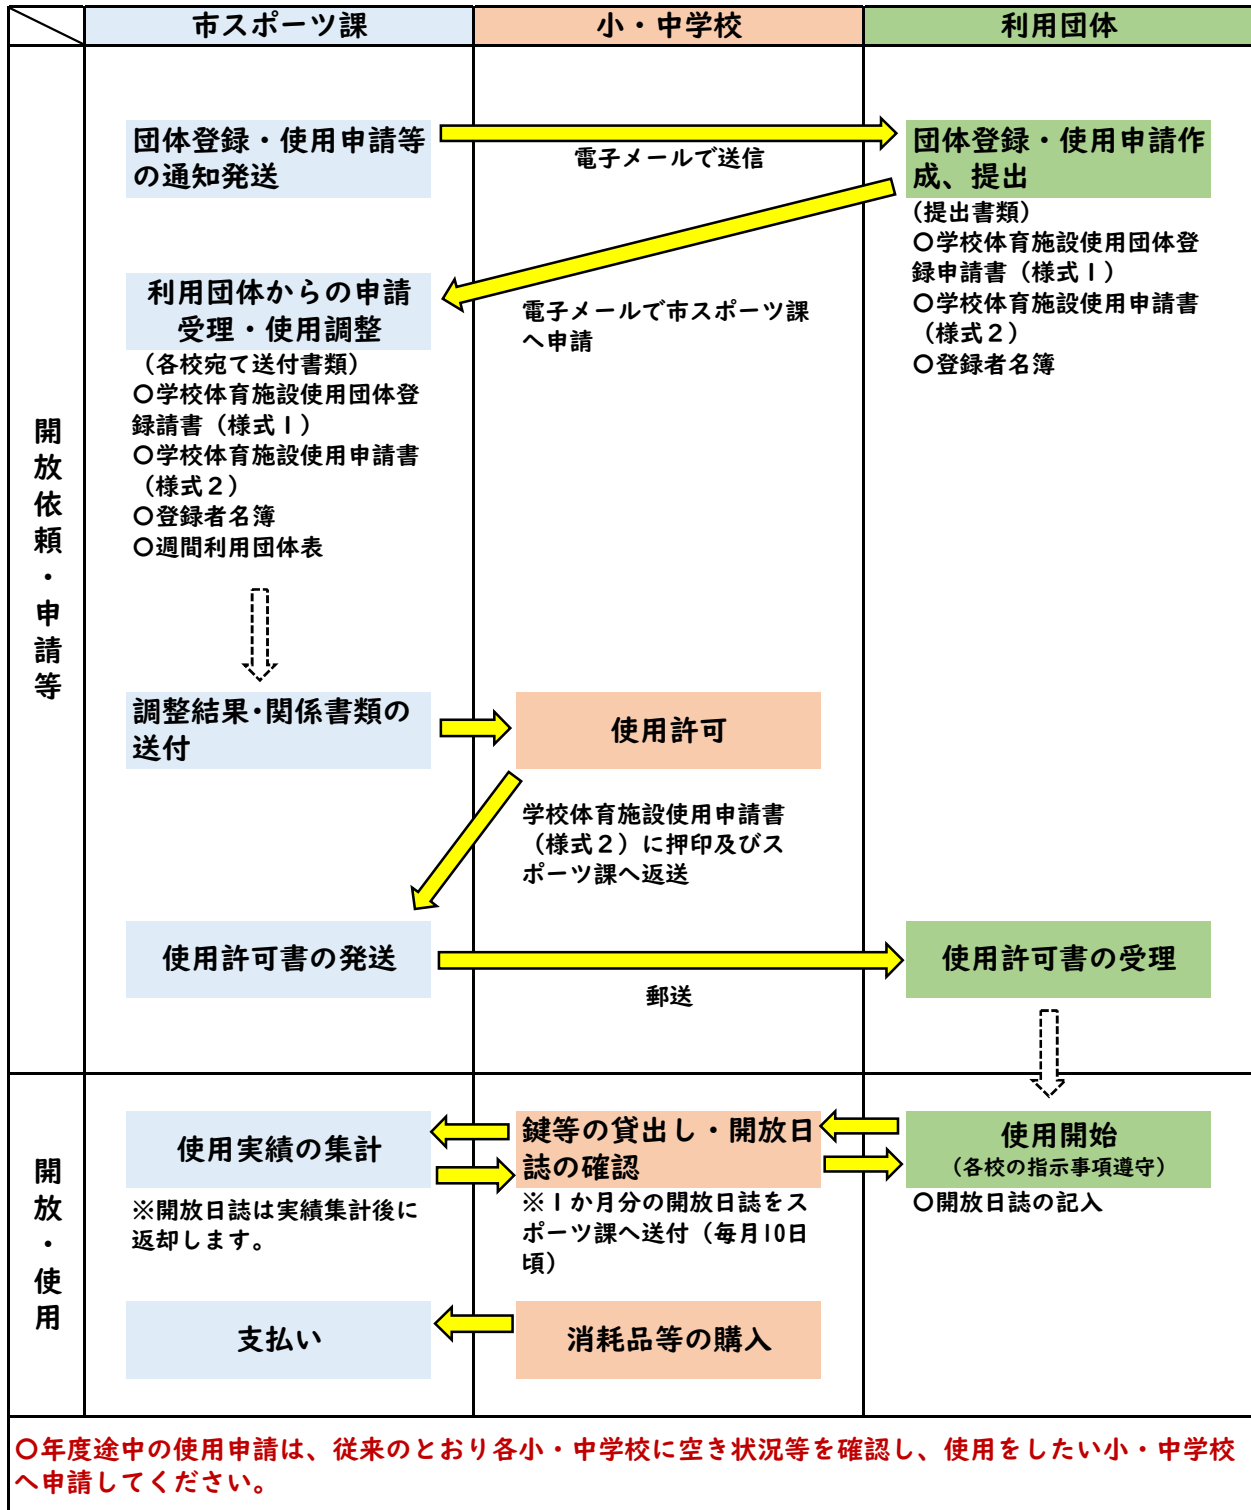 市スポーツ課
小・中学校
利用団体
開放依頼・申請等
団体登録・使用申請等
の通知発送
電子メールで送信
団体登録・使用申請作
成、提出
(提出書類)
〇学校体育施設使用団体登
録申請書（様式１）
〇学校体育施設使用申請書
（様式２）
〇登録者名簿
利用団体からの申請
受理・使用調整
電子メールで市スポーツ課
へ申請
（各校宛て送付書類）
〇学校体育施設使用団体登
録請書（様式１）
〇学校体育施設使用申請書
（様式２）
〇登録者名簿
〇週間利用団体表
調整結果・関係書類の
送付
使用許可
学校体育施設使用申請書
（様式２）に押印及びス
ポーツ課へ返送
使用許可書の発送
郵送
使用許可書の受理
開放・使用
使用実績の集計
※開放日誌は実績集計後に
返却します。
鍵等の貸出し・開放日
誌の確認
※１か月分の開放日誌をス
ポーツ課へ送付（毎月10日
頃）
使用開始
（各校の指示事項遵守）
〇開放日誌の記入
支払い
消耗品等の購入
〇年度途中の使用申請は、従来のとおり各小・中学校に空き状況等を確認し、使用をしたい小・中学校
へ申請してください。